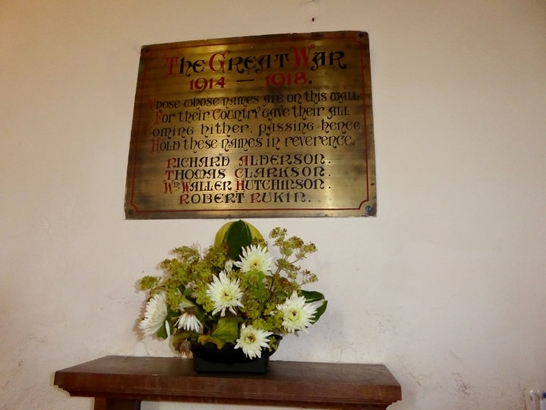 The Great War
1914 — 1918.
Those whose names are on this wall
For their Country gave their all
oming hither, passing hence
Hold these names in reverence.
Richard Alderson.
Thomas Clarkson.
Wm Waller Hutchinson.
Robert Rukin.